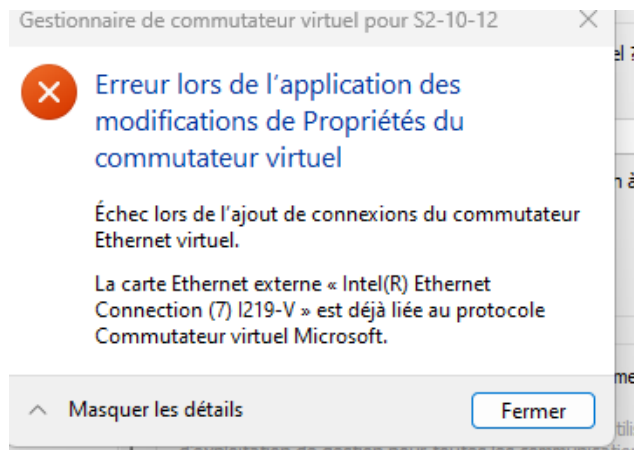 Gestionnaire de commutateur virtuel pour S2-10-12
Erreur lors de l'application des
modifications de Propriétés du
commutateur virtuel
Échec lors de l'ajout de connexions du commutateur
Ethernet virtuel.
La carte Ethernet externe « Intel(R) Ethernet
Connection (7) I219-V » est déjà liée au protocole
Commutateur virtuel Microsoft.
Masquer les détails
Fermer